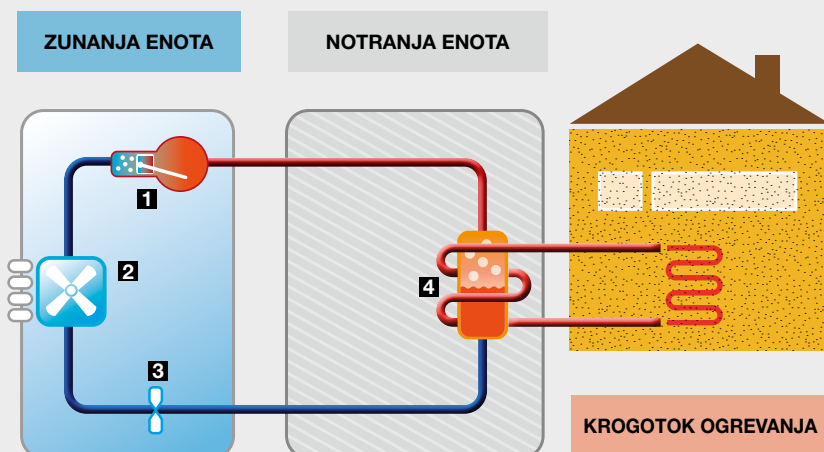 ZUNANJA ENOTA
NOTRANJA ENOTA
1
2
3
4
KROGOTOK OGREVANJA